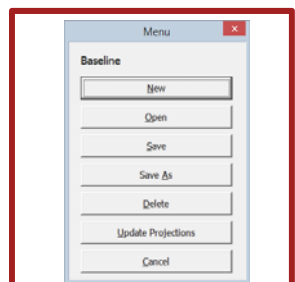 Menu
x
Baseline
New
Open
Save
Save As
Delete
Update Projections
Cancel